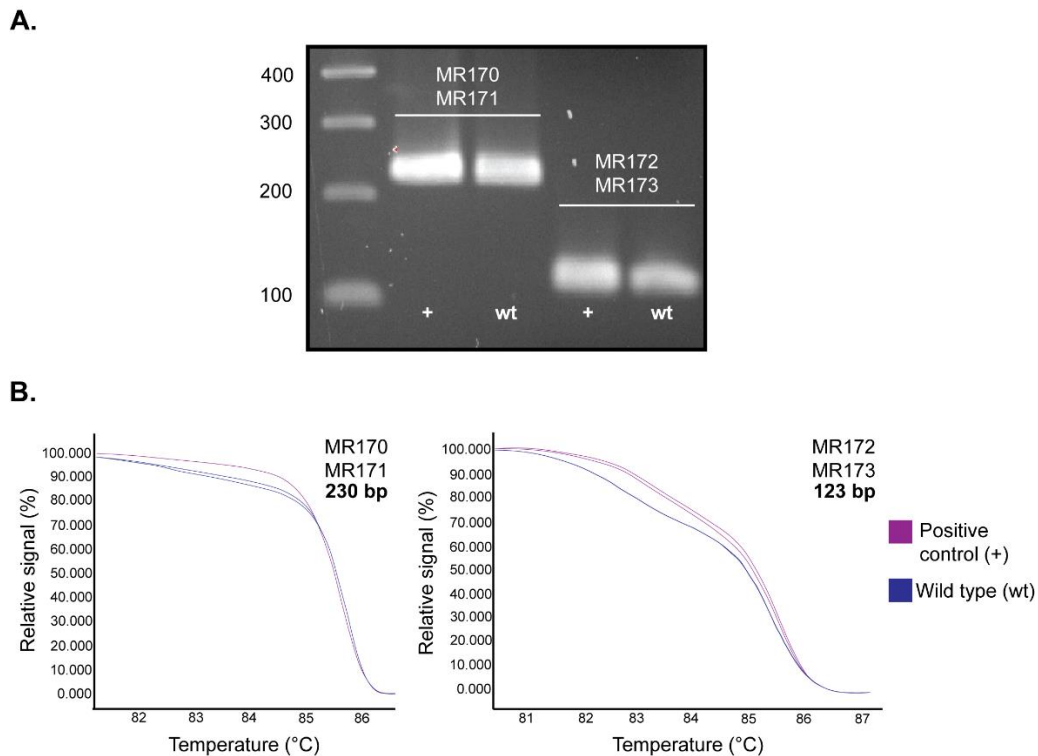 A.
400
300
200
100
MR170
MR171
MR172
MR173
+
wt
+
wt
B.
Relative signal (%)
100.000
90.000
80.000
70.000
60.000
50.000
40.000
30.000
20.000
10.000
0.000
82
83
84
85
86
Temperature (°C)
MR170
MR171
230 bp
Relative signal (%)
100.000
90.000
80.000
70.000
60.000
50.000
40.000
30.000
20.000
10.000
0.000
81
82
83
84
85
86
87
Temperature (°C)
MR172
MR173
123 bp
Positive
control (+)
Wild type (wt)